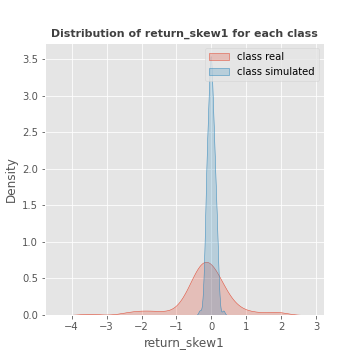 Distribution of return_skew1 for each class
class real
class simulated
3.5
3.0
2.5
2.0
1.5
1.0
0.5
0.0
Density
−4 −3 −2 −1 0 1 2 3
return_skew1